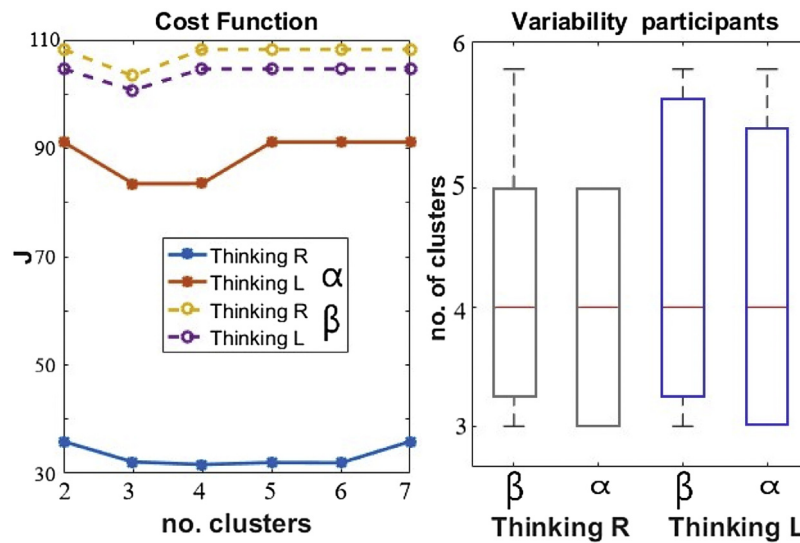 Cost Function
110
90
70
50
30
J
Thinking R
Thinking L
α
Thinking R
Thinking L
β
2 3 4 5 6 7
no. clusters
Variability participants
6
5
4
3
no. of clusters
β α β α
Thinking R Thinking L